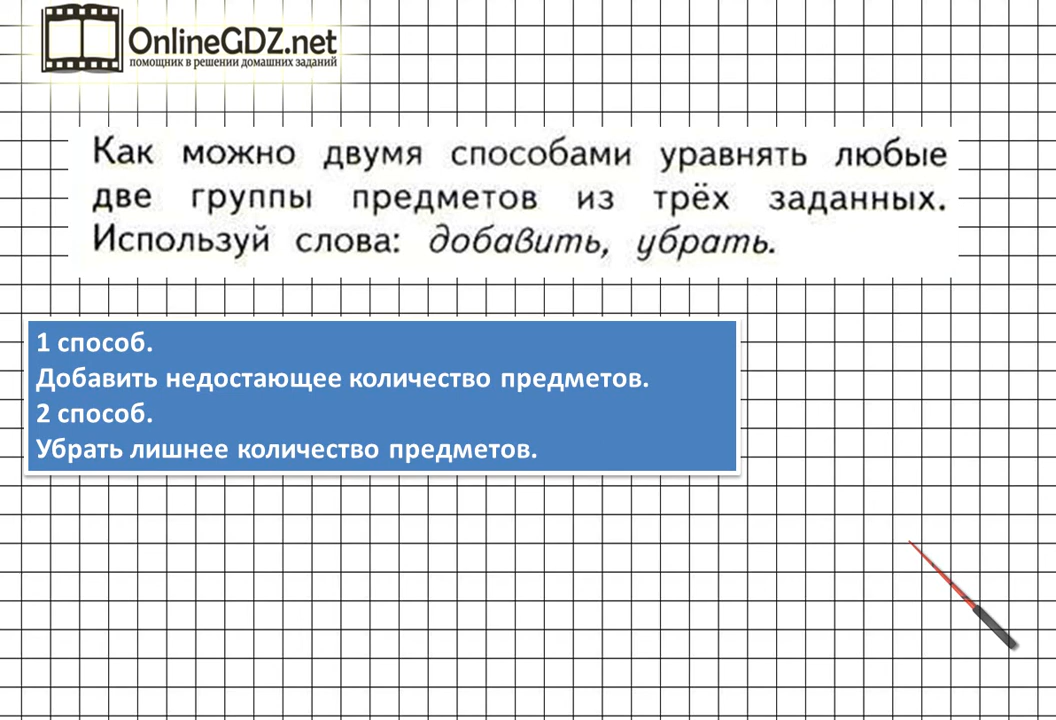 OnlineGDZ.net
помощник в решении домашних заданий
Как можно двумя способами уравнять любые
две группы предметов из трёх заданных.
Используй слова: добавить, убрать.
1 способ.
Добавить недостающее количество предметов.
2 способ.
Убрать лишнее количество предметов.